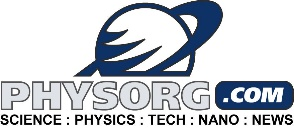 PHYSORG.COM
SCIENCE : PHYSICS : TECH : NANO : NEWS